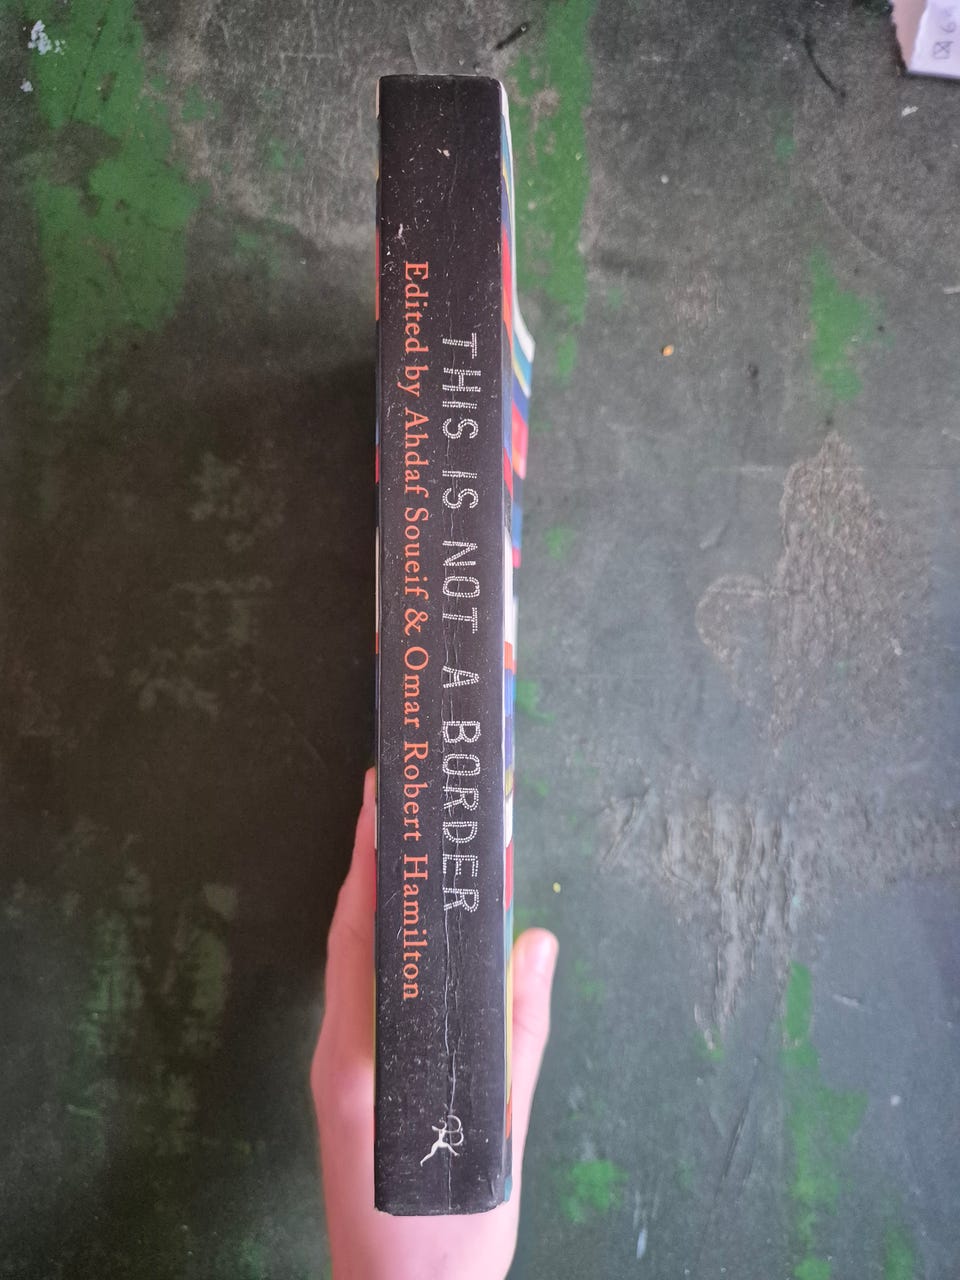 THIS IS NOT A BORDER
Edited by Ahdaf Soueif & Omar Robert Hamilton